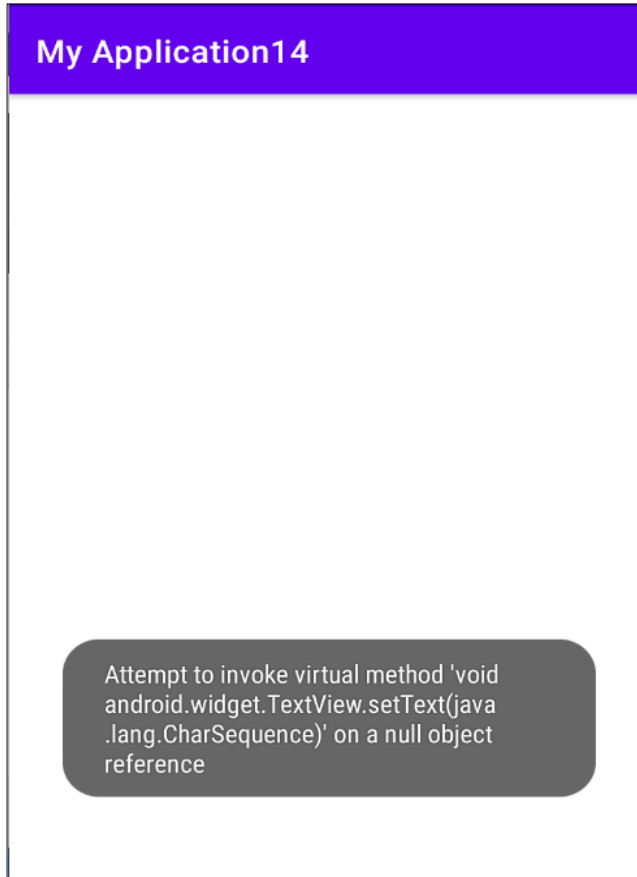 My Application14
Attempt to invoke virtual method 'void
android.widget.TextView.setText(java
.lang.CharSequence)' on a null object
reference